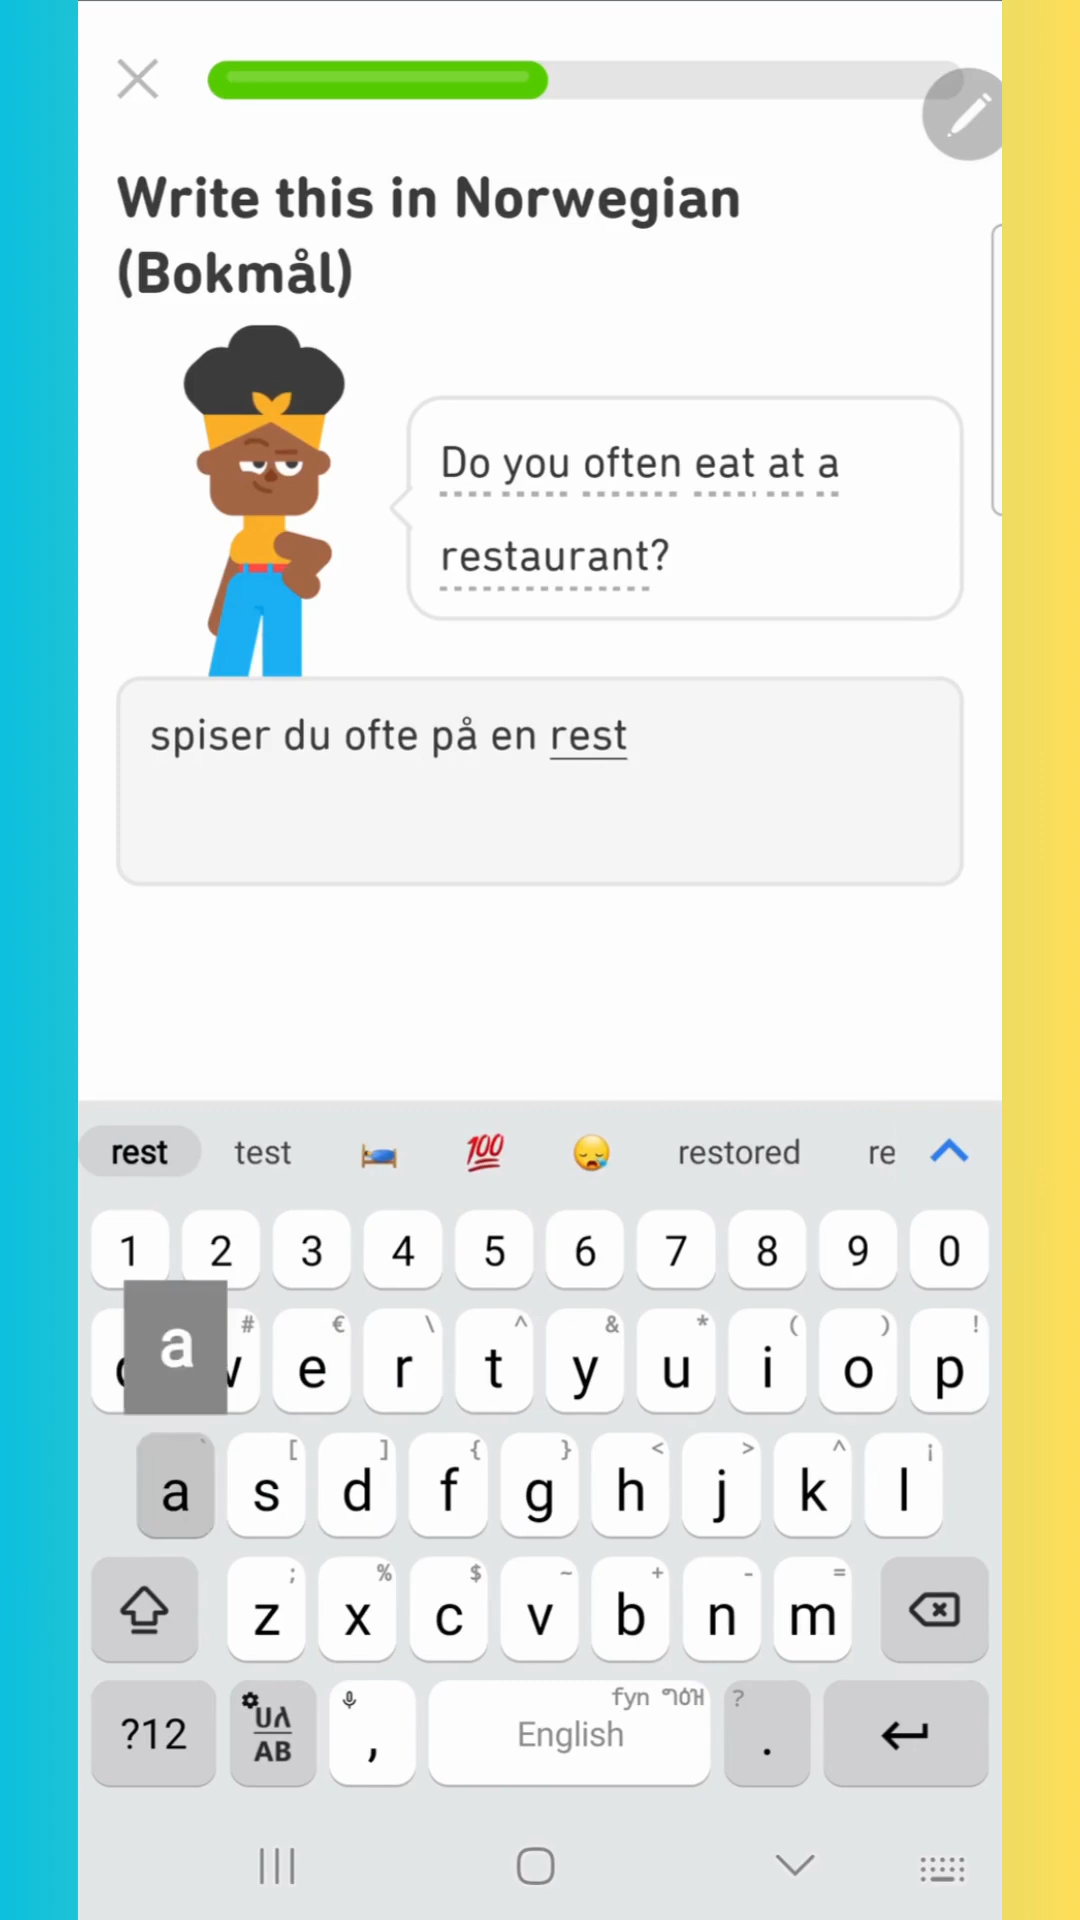 Write this in Norwegian
(Bokmål)
Do you often eat at a
restaurant?
spiser du ofte på en rest
rest test 💯 restored re
1 2 3 4 5 6 7 8 9 0
# € \ ^ & * ( ) !
a e r t y u i o p
` [ ] { } < > ^ ¡
a s d f g h j k l
; % $ ~ + - =
z x c v b n m
fyn ?
?12 AB , English .